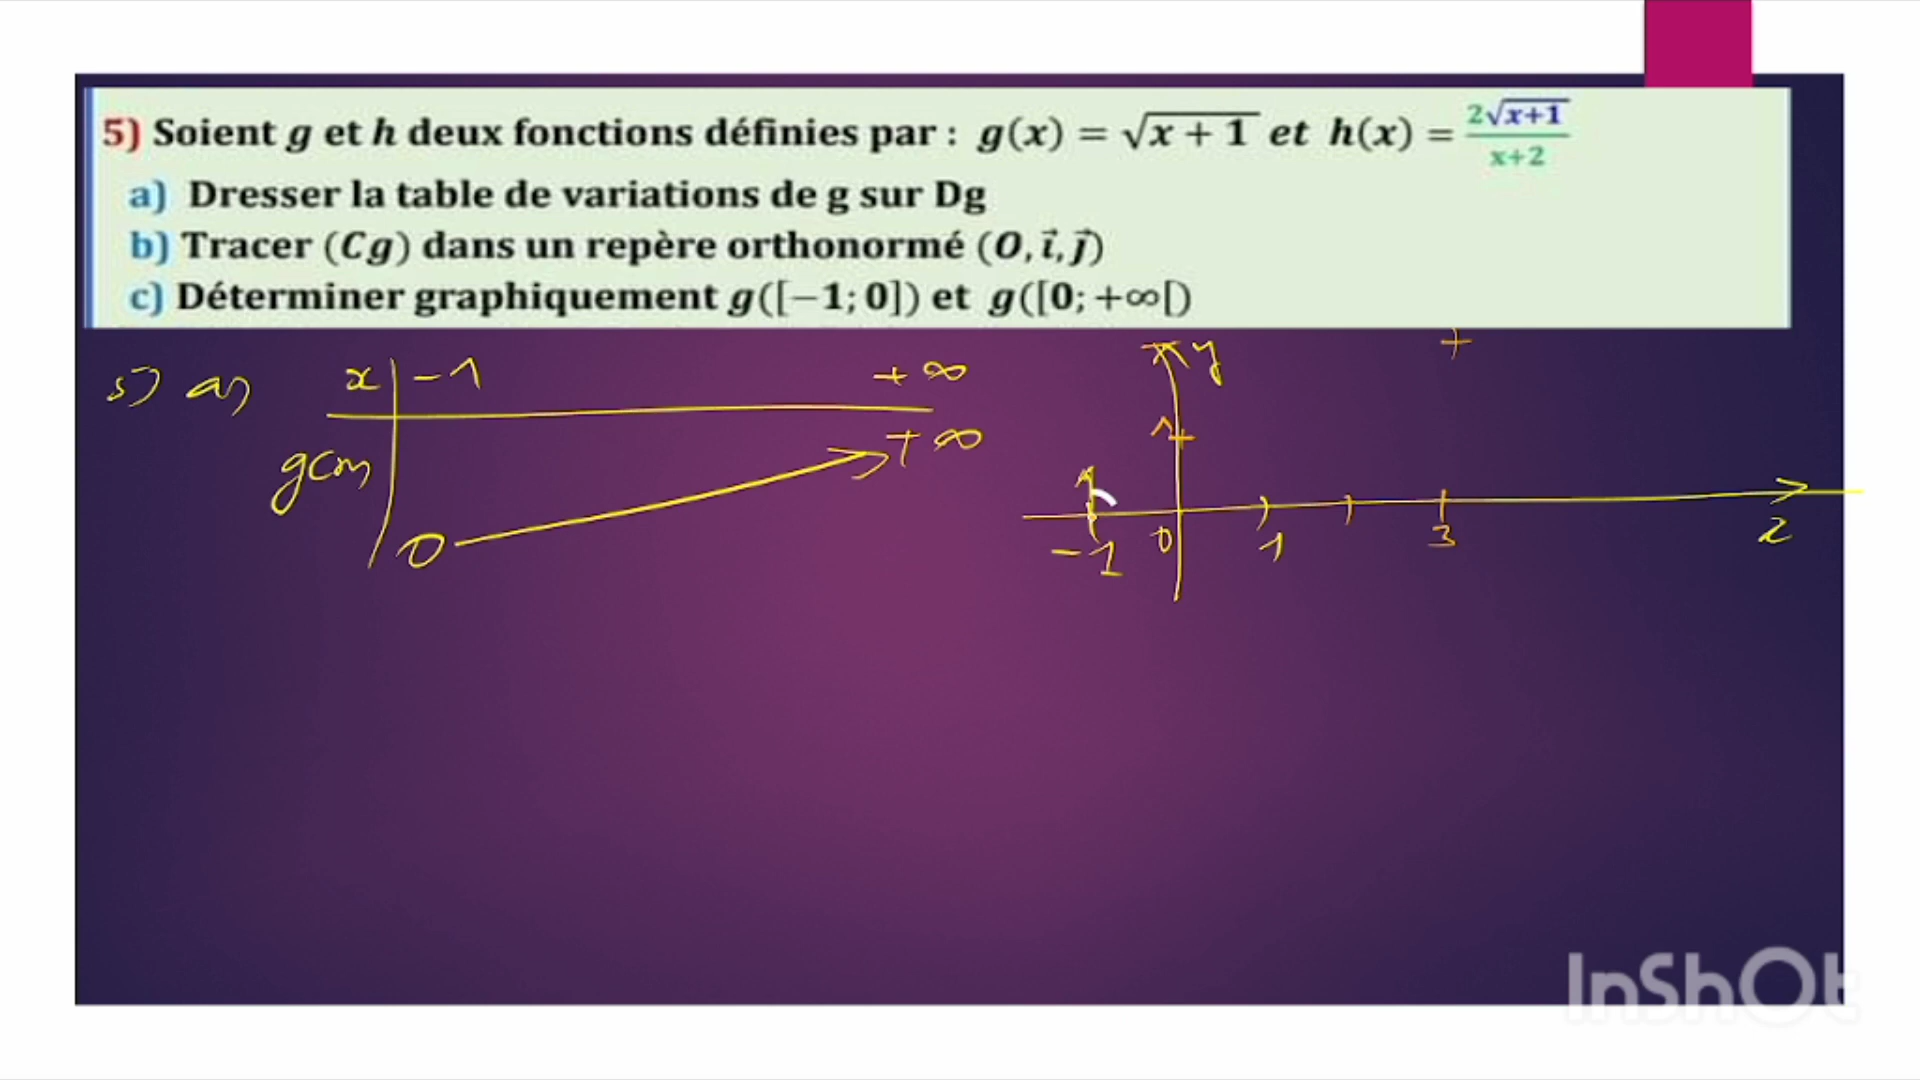 5) Soient g et h deux fonctions définies par : g(x) = √(x + 1) et h(x) = 2√(x+1)/(x+2)
a) Dresser la table de variations de g sur Dg
b) Tracer (Cg) dans un repère orthonormé (O, i⃗, j⃗)
c) Déterminer graphiquement g([−1; 0]) et g([0; +∞[)
5) a)
x -1 +∞
g(x) 0 +∞
y
1
-1 0 1 3 x
InShOt